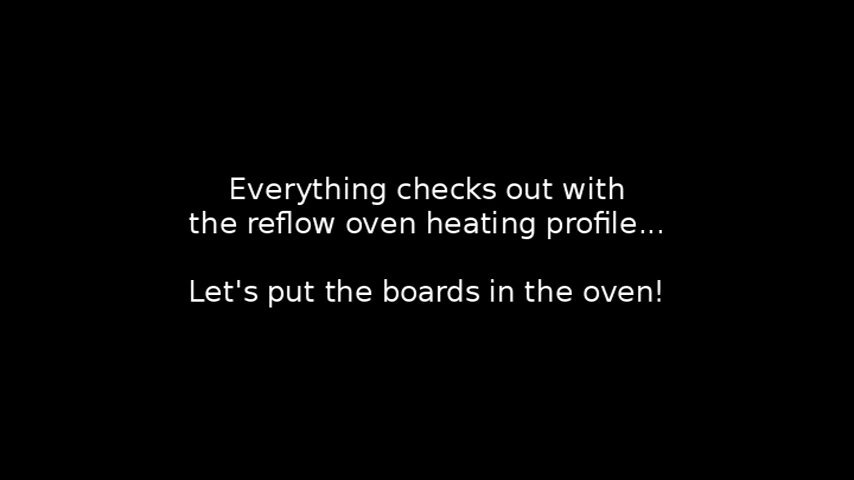 Everything checks out with
the reflow oven heating profile...
Let's put the boards in the oven!